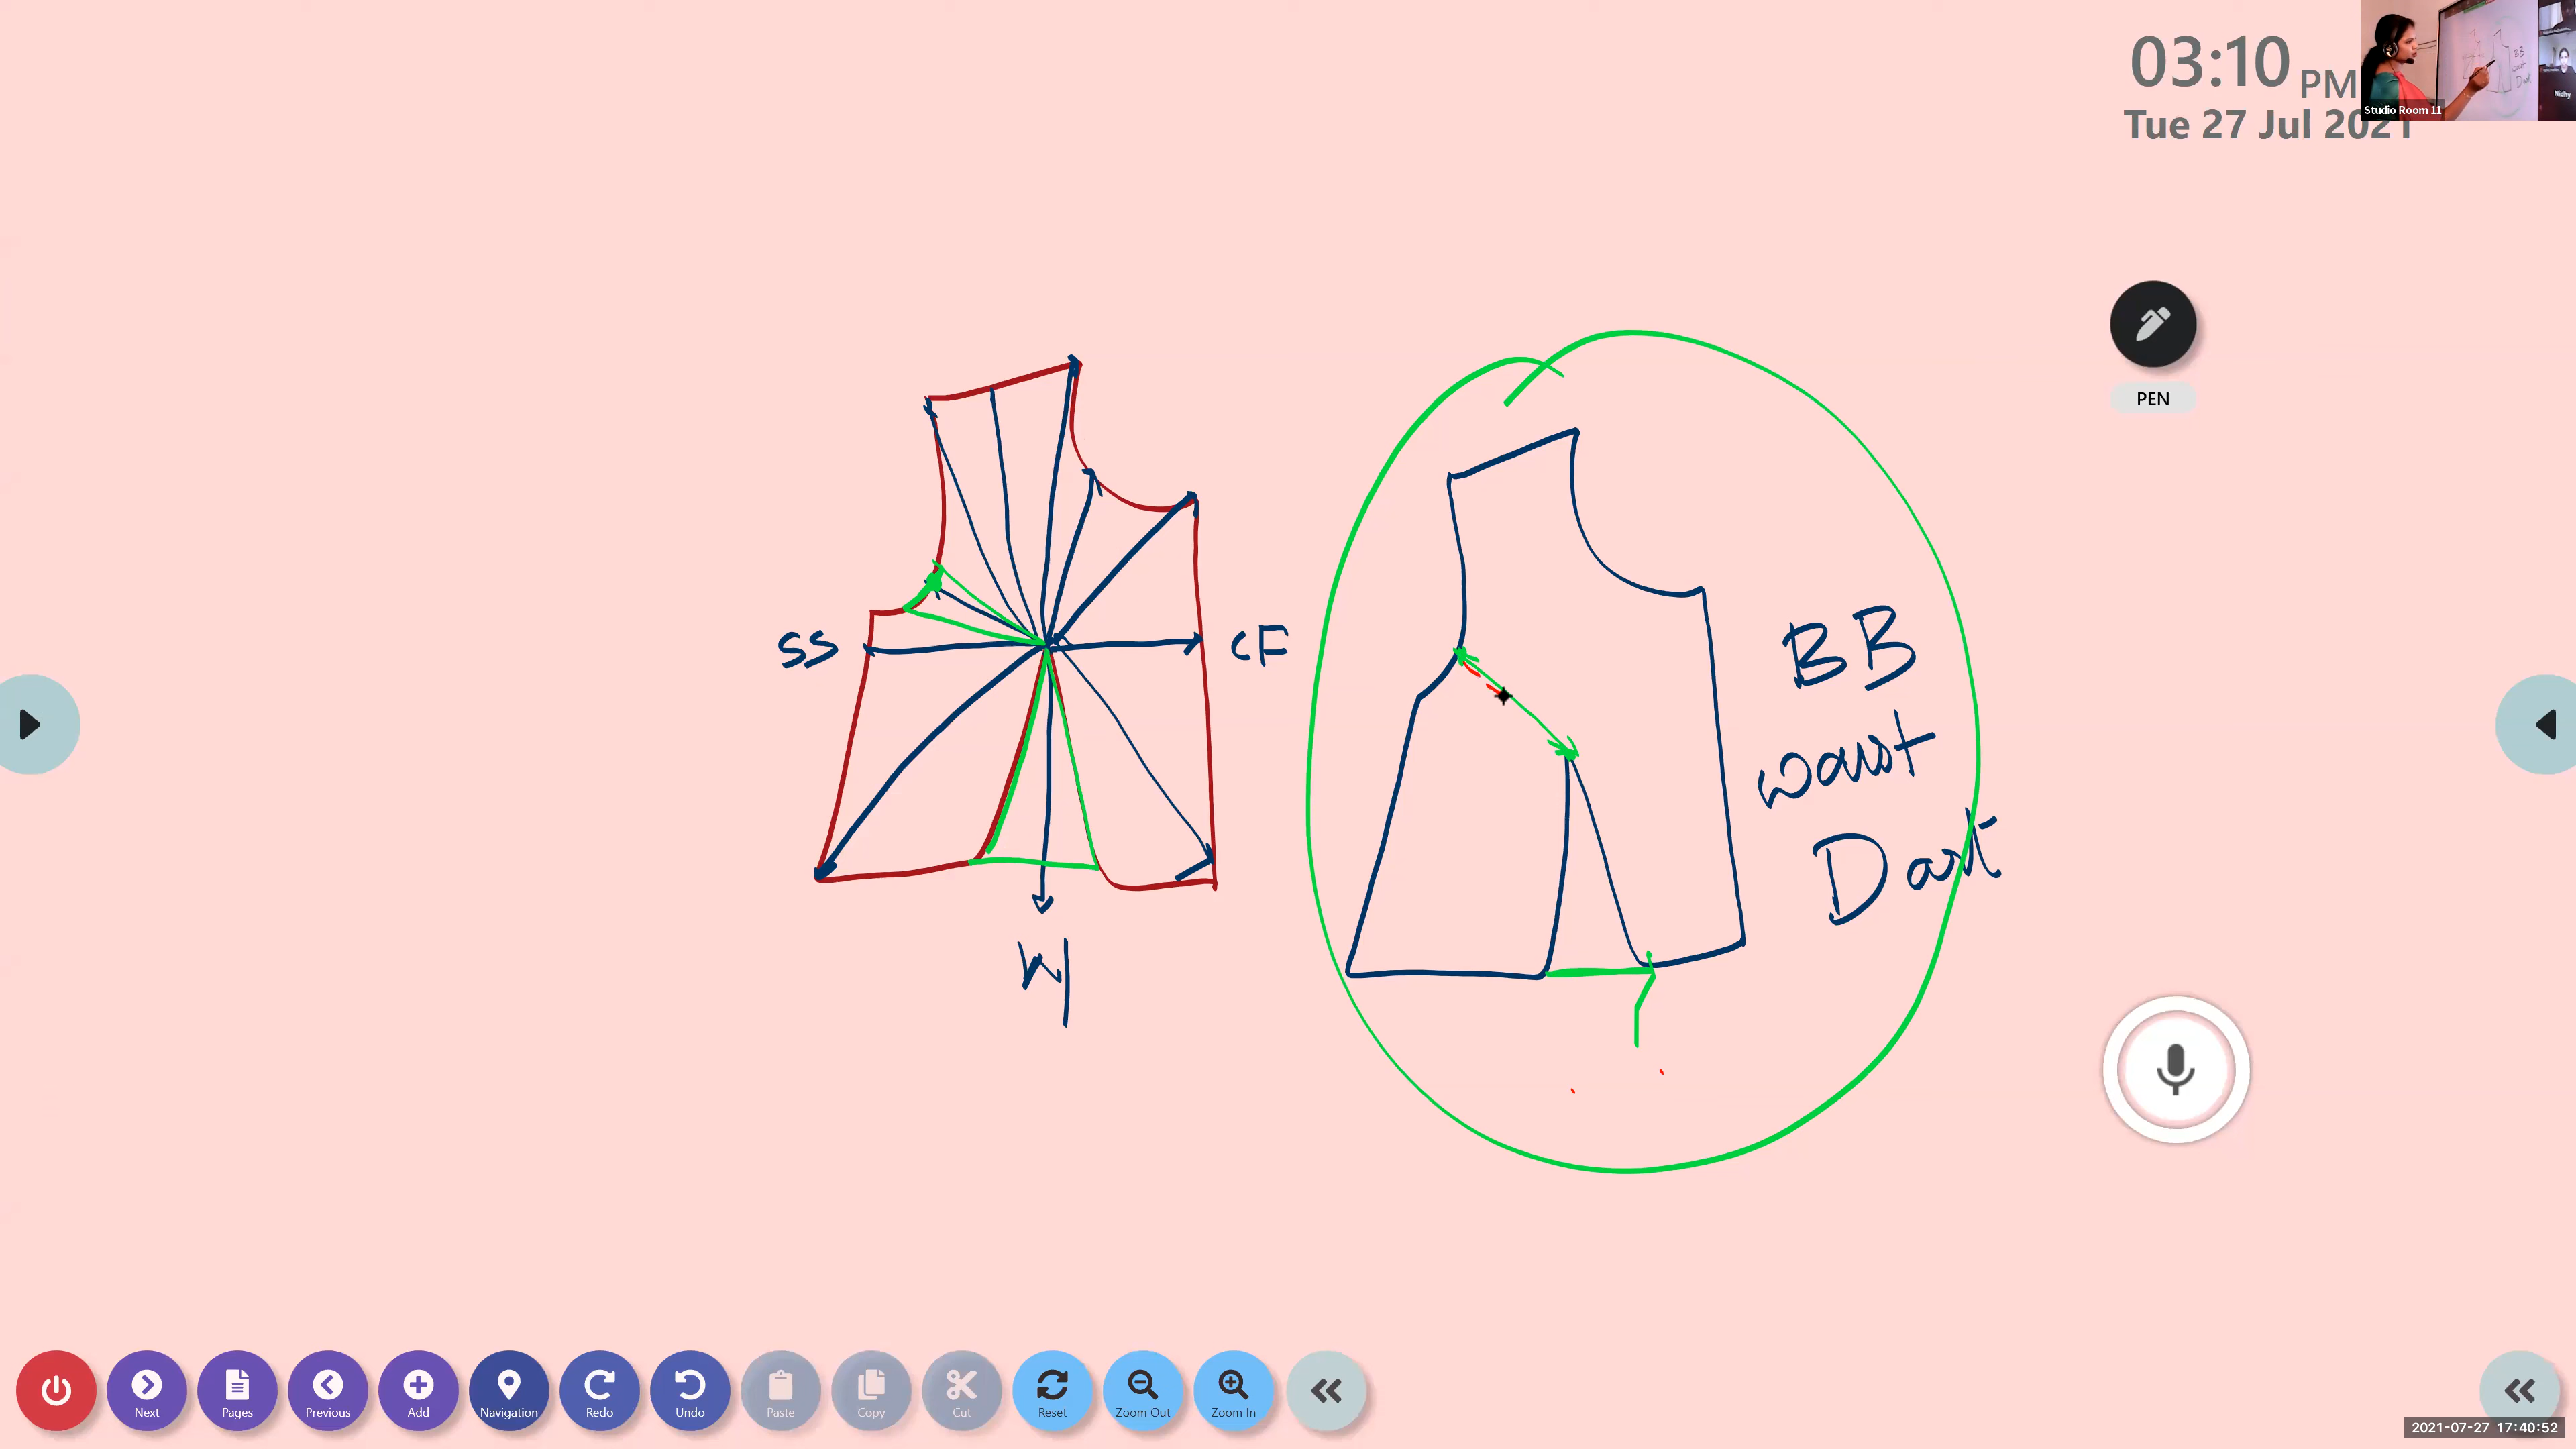 03:10 PM
Tue 27 Jul 2021
Studio Room 11
Nidhy
PEN
SS
CF
BB
waist
Dart
W
Next
Pages
Previous
Add
Navigation
Redo
Undo
Paste
Copy
Cut
Reset
Zoom Out
Zoom In
2021-07-27 17:40:52